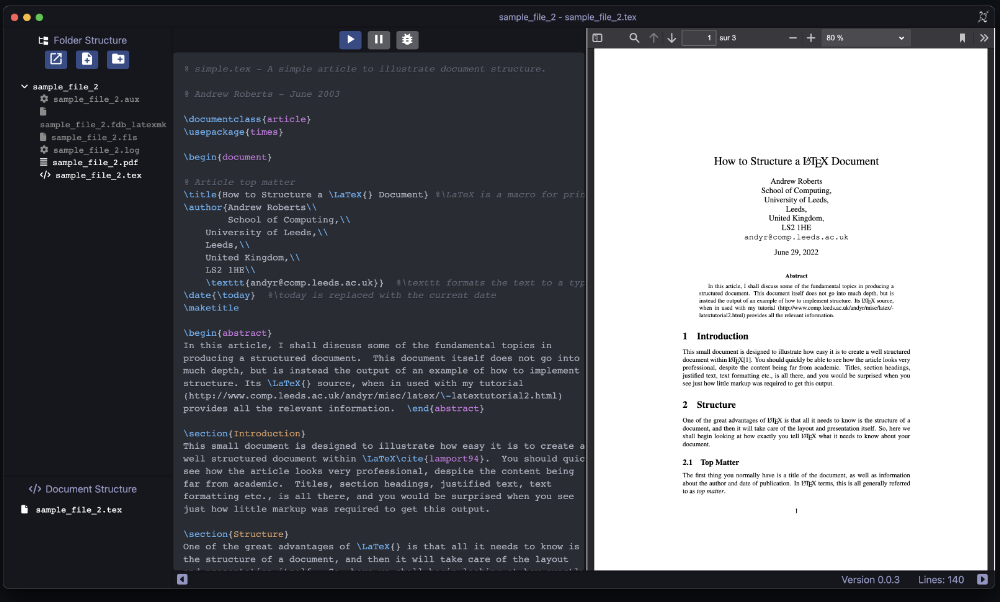 sample_file_2 - sample_file_2.tex
Folder Structure
sample_file_2
sample_file_2.aux
sample_file_2.fdb_latexmk
sample_file_2.fls
sample_file_2.log
sample_file_2.pdf
sample_file_2.tex
Document Structure
sample_file_2.tex
% simple.tex - A simple article to illustrate document structure.
% Andrew Roberts - June 2003
\documentclass{article}
\usepackage{times}
\begin{document}
% Article top matter
\title{How to Structure a \LaTeX{} Document} %\LaTeX is a macro for prin
\author{Andrew Roberts\\
School of Computing,\\
University of Leeds,\\
Leeds,\\
United Kingdom,\\
LS2 1HE\\
\texttt{andyr@comp.leeds.ac.uk}} %\texttt formats the text to a typ
\date{\today} %\today is replaced with the current date
\maketitle
\begin{abstract}
In this article, I shall discuss some of the fundamental topics in
producing a structured document. This document itself does not go into
much depth, but is instead the output of an example of how to implement
structure. Its \LaTeX{} source, when in used with my tutorial
(http://www.comp.leeds.ac.uk/andyr/misc/latex/\-latextutorial2.html)
provides all the relevant information. \end{abstract}
\section{Introduction}
This small document is designed to illustrate how easy it is to create a
well structured document within \LaTeX\cite{lamport94}. You should quic
see how the article looks very professional, despite the content being
far from academic. Titles, section headings, justified text, text
formatting etc., is all there, and you would be surprised when you see
just how little markup was required to get this output.
\section{Structure}
One of the great advantages of \LaTeX{} is that all it needs to know is
the structure of a document, and then it will take care of the layout
1 sur 3
80 %
How to Structure a LATEX Document
Andrew Roberts
School of Computing,
University of Leeds,
Leeds,
United Kingdom,
LS2 1HE
andyr@comp.leeds.ac.uk
June 29, 2022
Abstract
In this article, I shall discuss some of the fundamental topics in producing a
structured document. This document itself does not go into much depth, but is
instead the output of an example of how to implement structure. Its LATEX source,
when in used with my tutorial (http://www.comp.leeds.ac.uk/andyr/misc/latex/-
latextutorial2.html) provides all the relevant information.
1 Introduction
This small document is designed to illustrate how easy it is to create a well structured
document within LATEX[1]. You should quickly be able to see how the article looks very
professional, despite the content being far from academic. Titles, section headings,
justified text, text formatting etc., is all there, and you would be surprised when you
see just how little markup was required to get this output.
2 Structure
One of the great advantages of LATEX is that all it needs to know is the structure of a
document, and then it will take care of the layout and presentation itself. So, here we
shall begin looking at how exactly you tell LATEX what it needs to know about your
document.
2.1 Top Matter
The first thing you normally have is a title of the document, as well as information
about the author and date of publication. In LATEX terms, this is all generally referred
to as top matter.
1
Version 0.0.3 Lines: 140